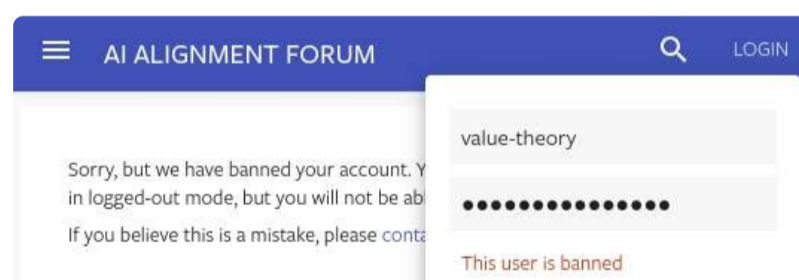 AI ALIGNMENT FORUM
LOGIN
Sorry, but we have banned your account. Y
in logged-out mode, but you will not be ab
If you believe this is a mistake, please conta
value-theory
This user is banned